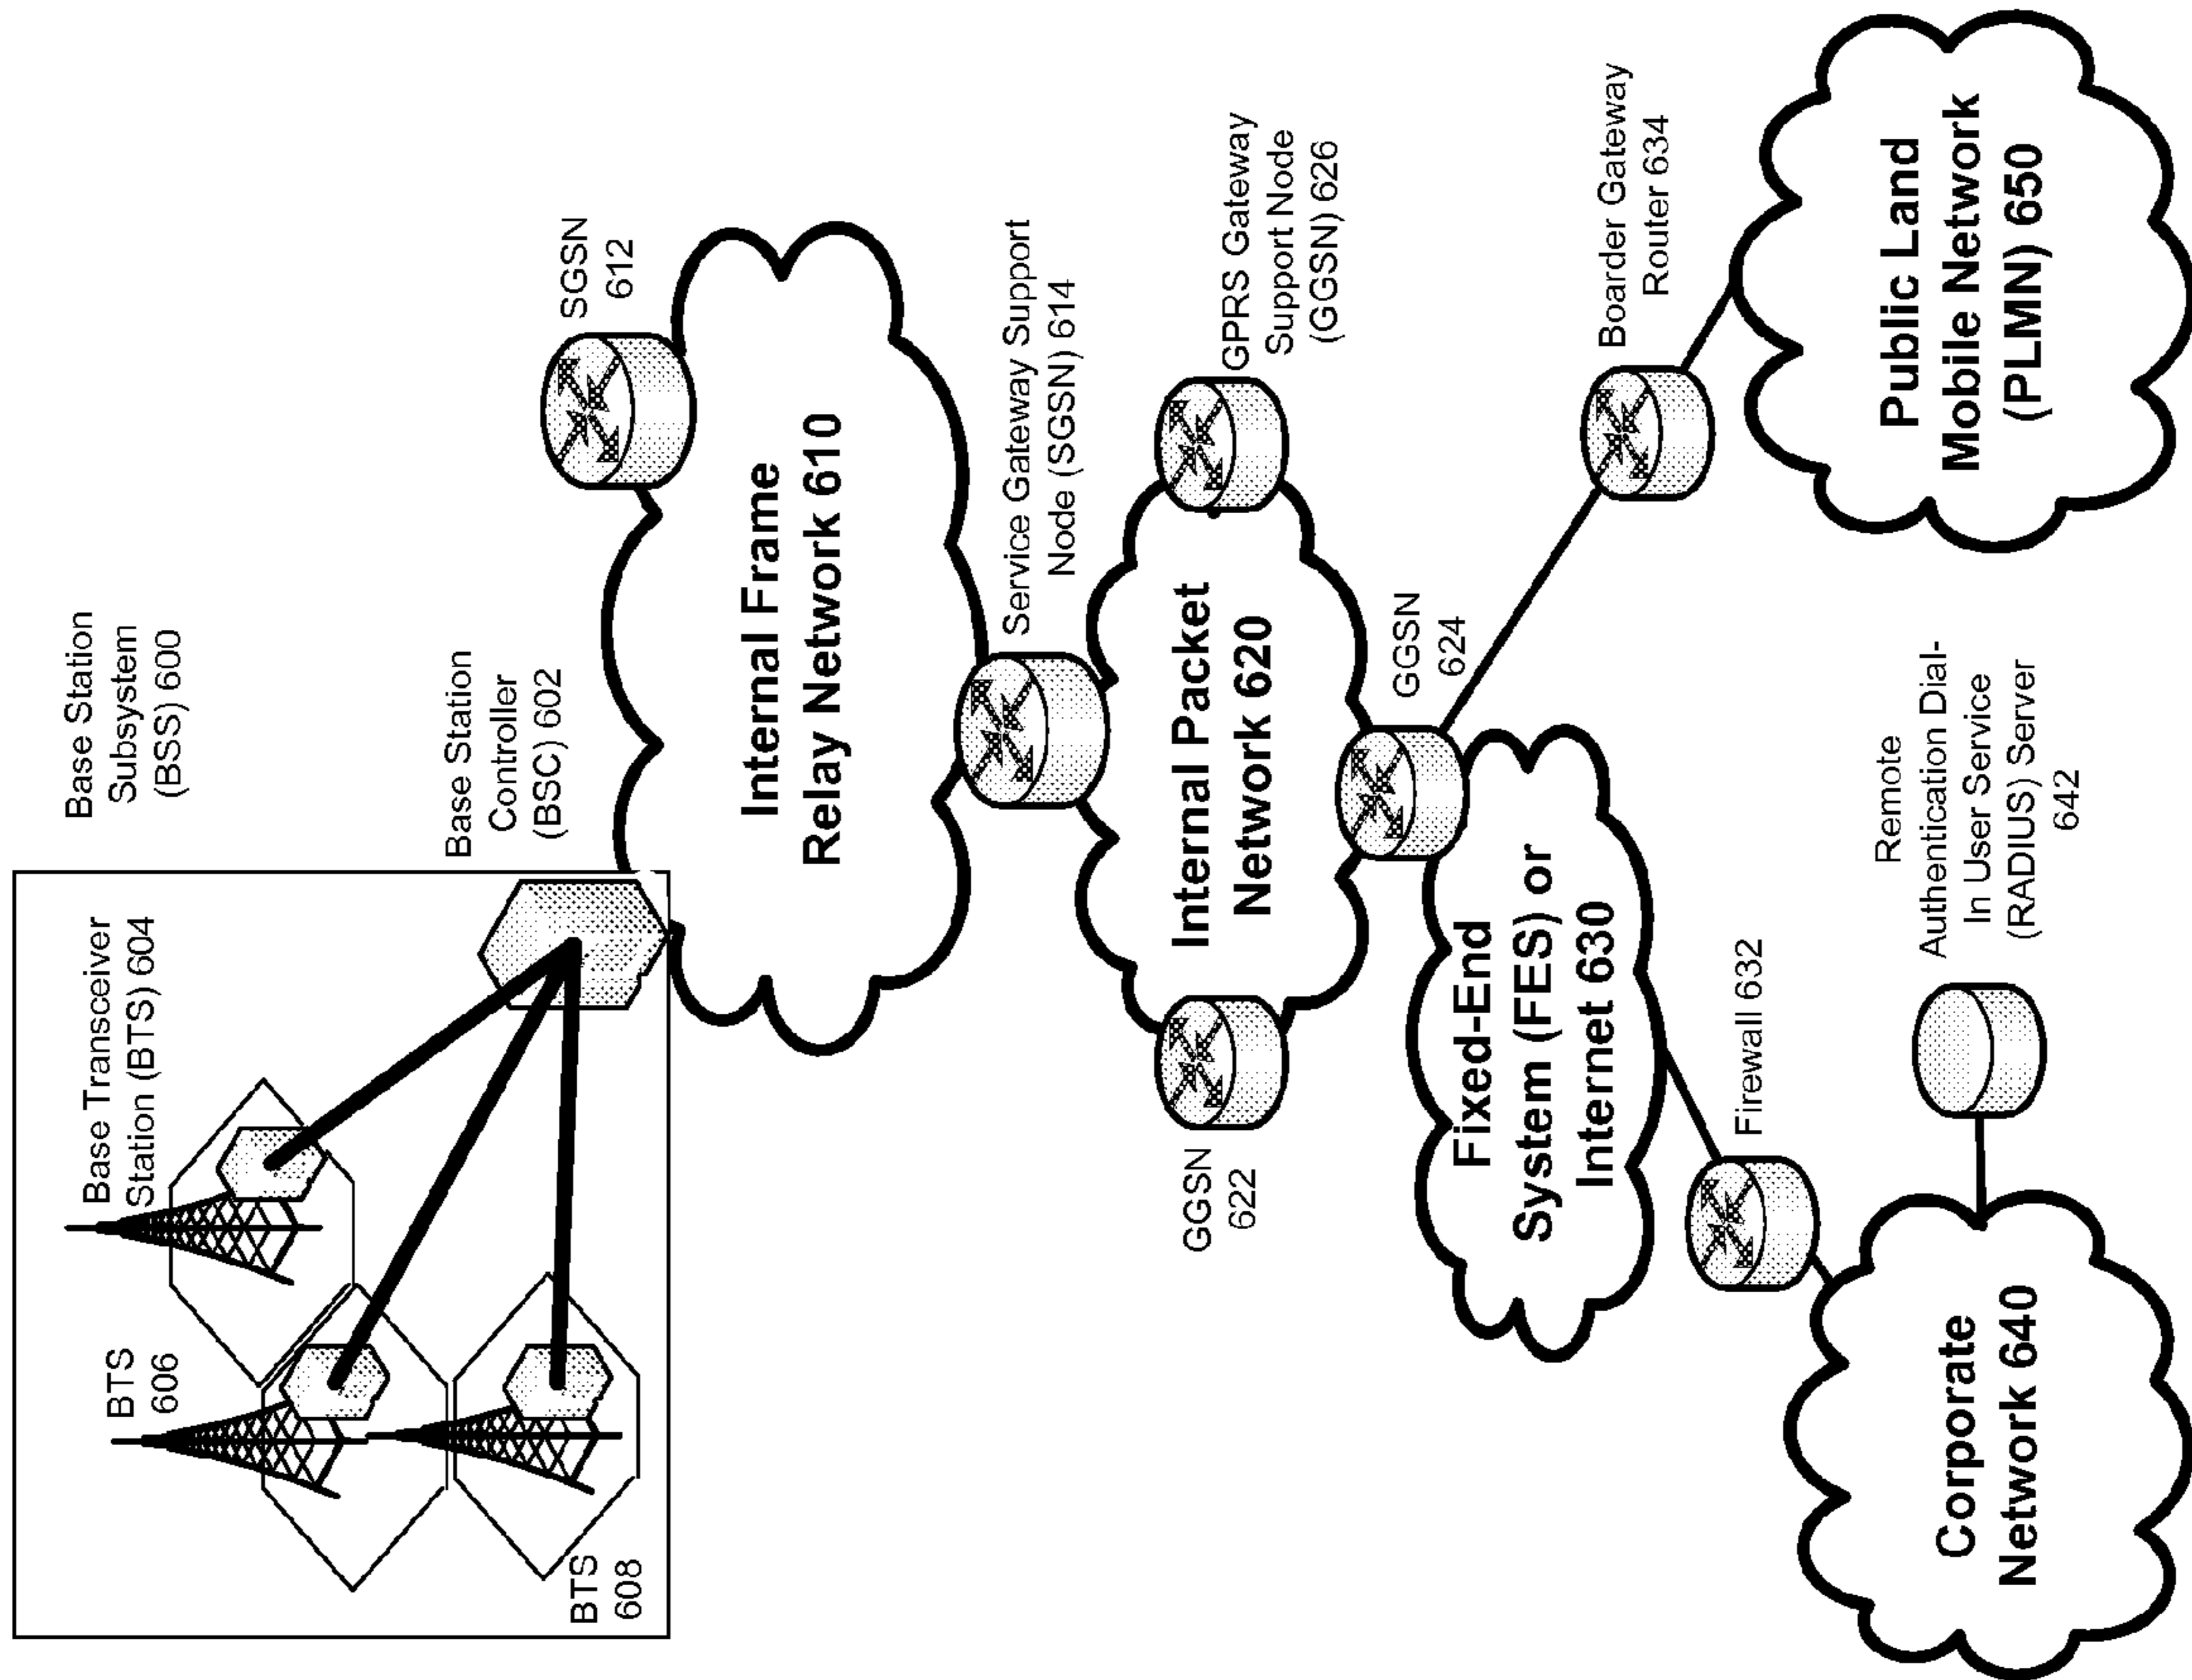 Base Station
Subsystem
(BSS) 600
Base Transceiver
Station (BTS) 604
BTS
606
BTS
608
Base Station
Controller
(BSC) 602
SGSN
612
Internal Frame
Relay Network 610
Service Gateway Support
Node (SGSN) 614
GPRS Gateway
Support Node
(GGSN) 626
Internal Packet
Network 620
GGSN
622
GGSN
624
Fixed-End
System (FES) or
Internet 630
Boarder Gateway
Router 634
Firewall 632
Remote
Authentication Dial-
In User Service
(RADIUS) Server
642
Public Land
Mobile Network
(PLMN) 650
Corporate
Network 640